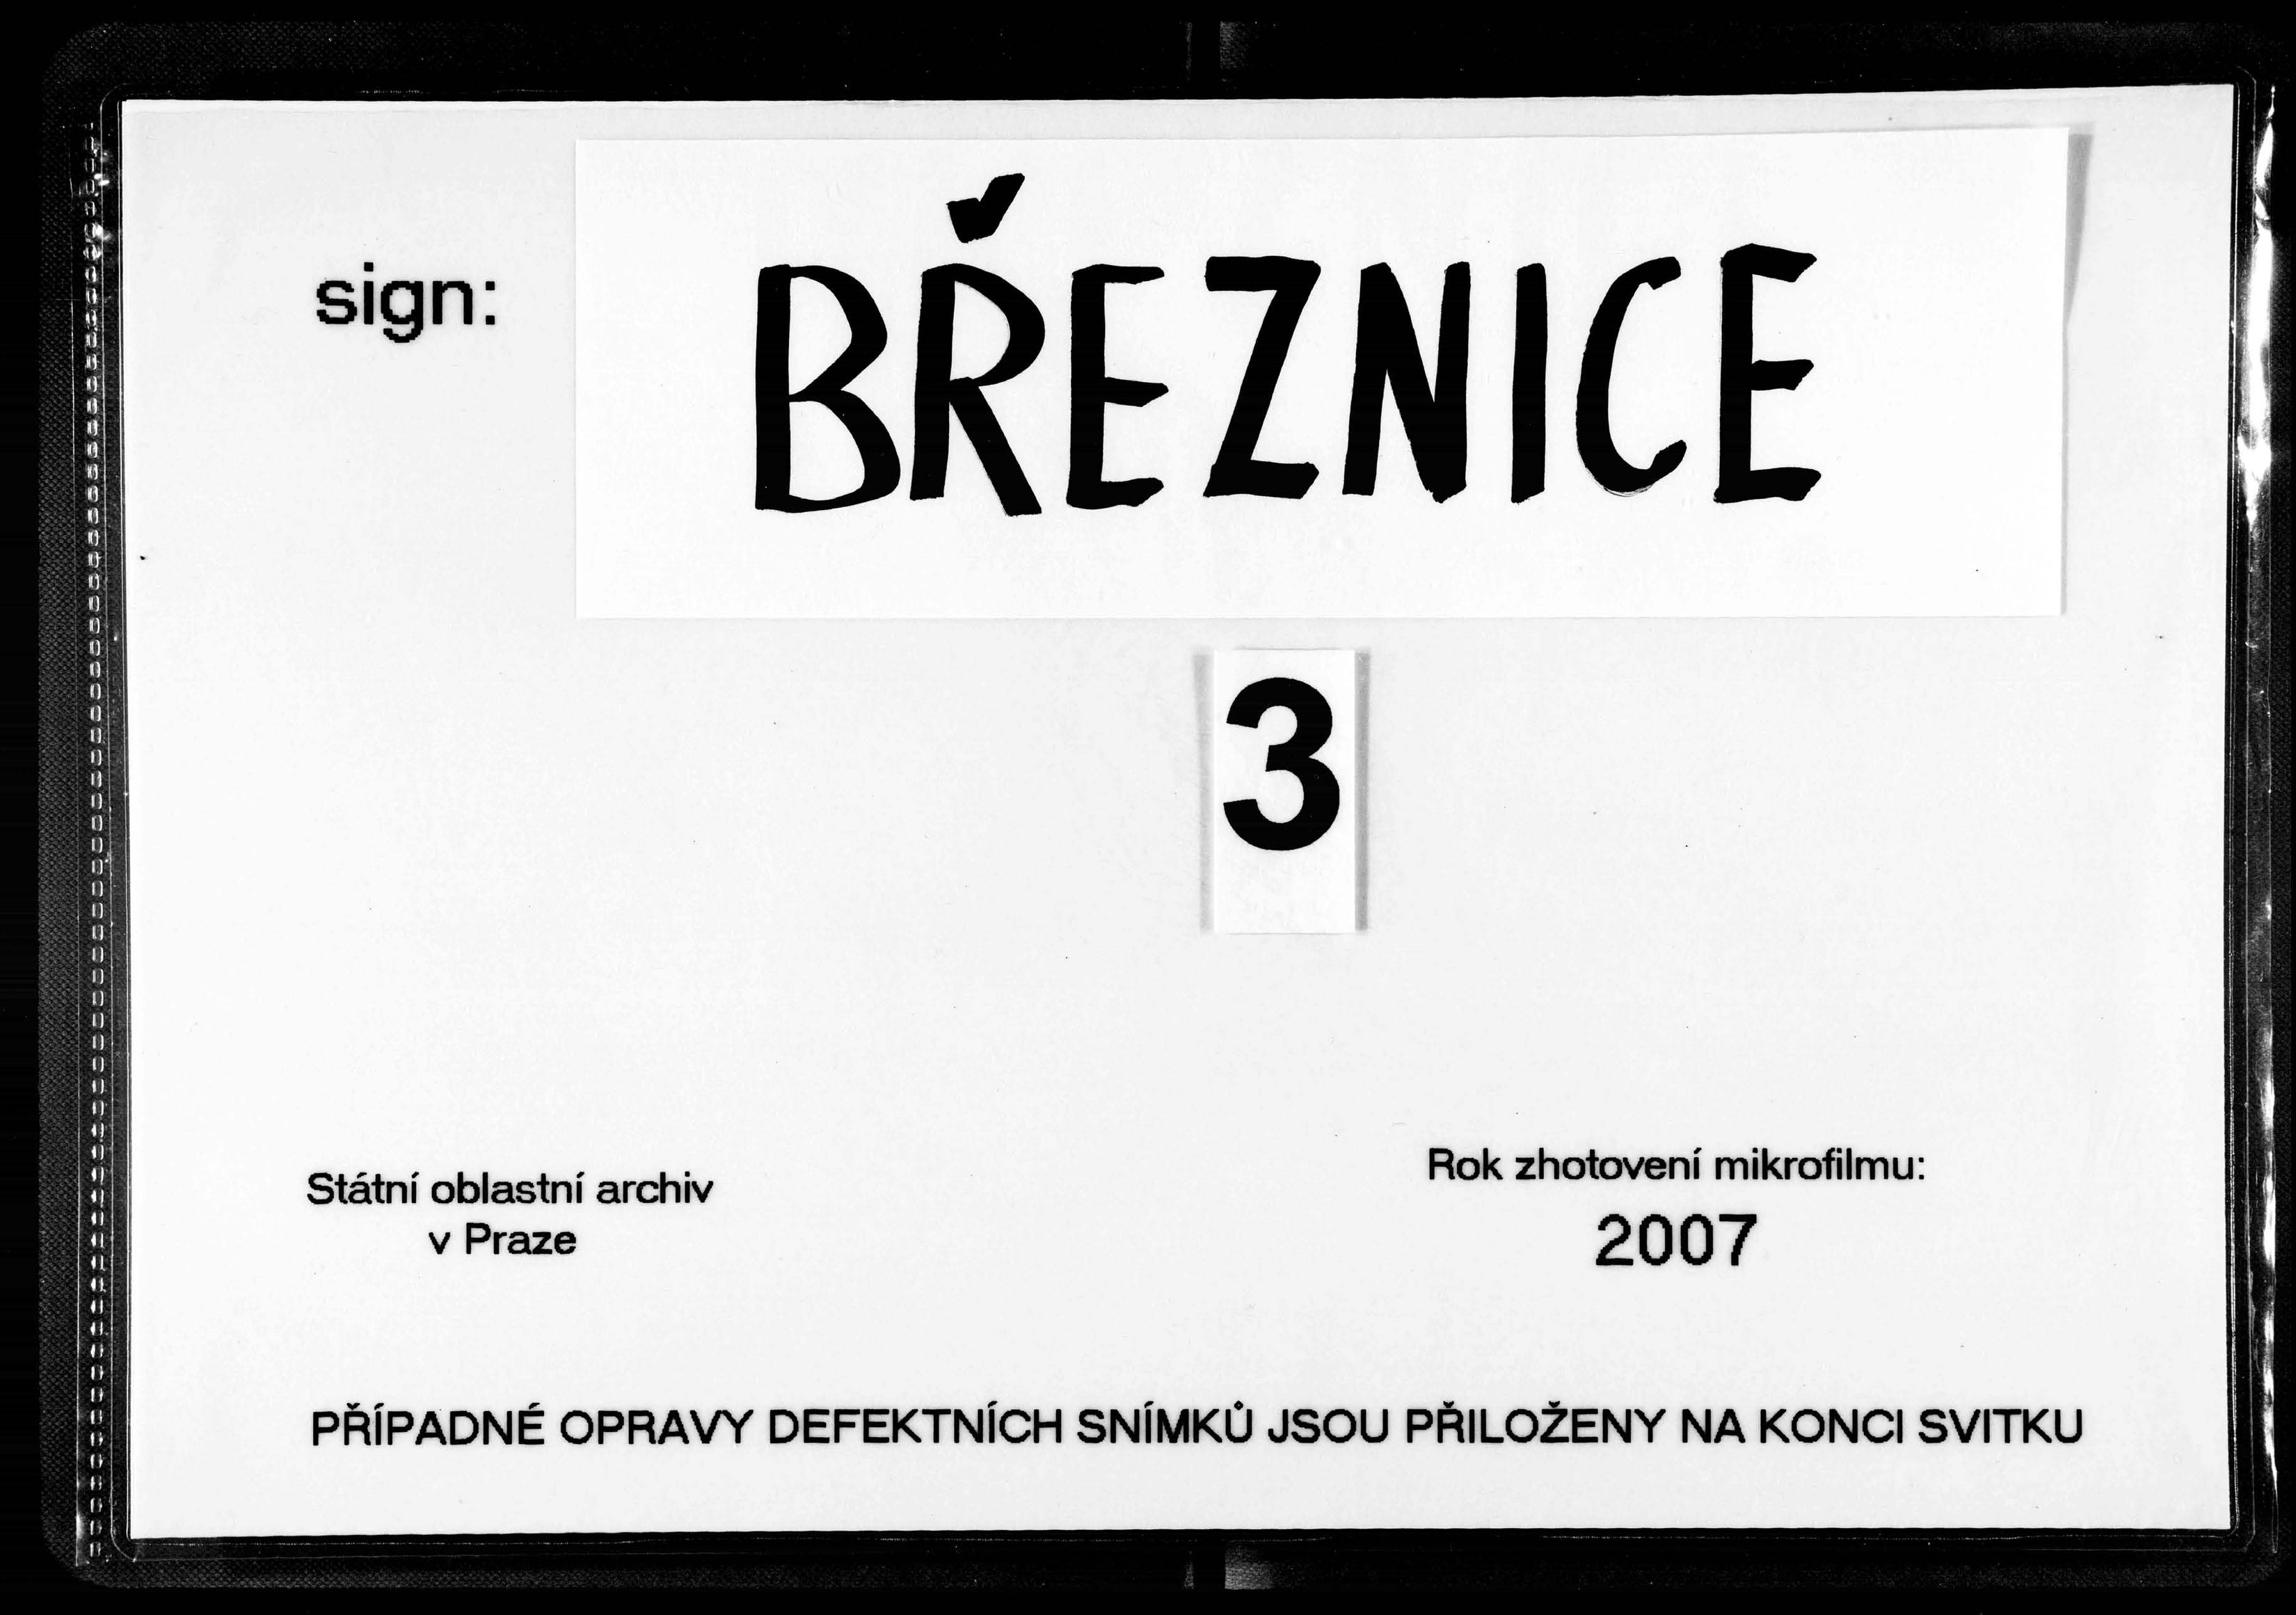 sign:
BŘEZNICE
3
Státní oblastní archiv
v Praze
Rok zhotovení mikrofilmu:
2007
PŘÍPADNÉ OPRAVY DEFEKTNÍCH SNÍMKŮ JSOU PŘILOŽENY NA KONCI SVITKU